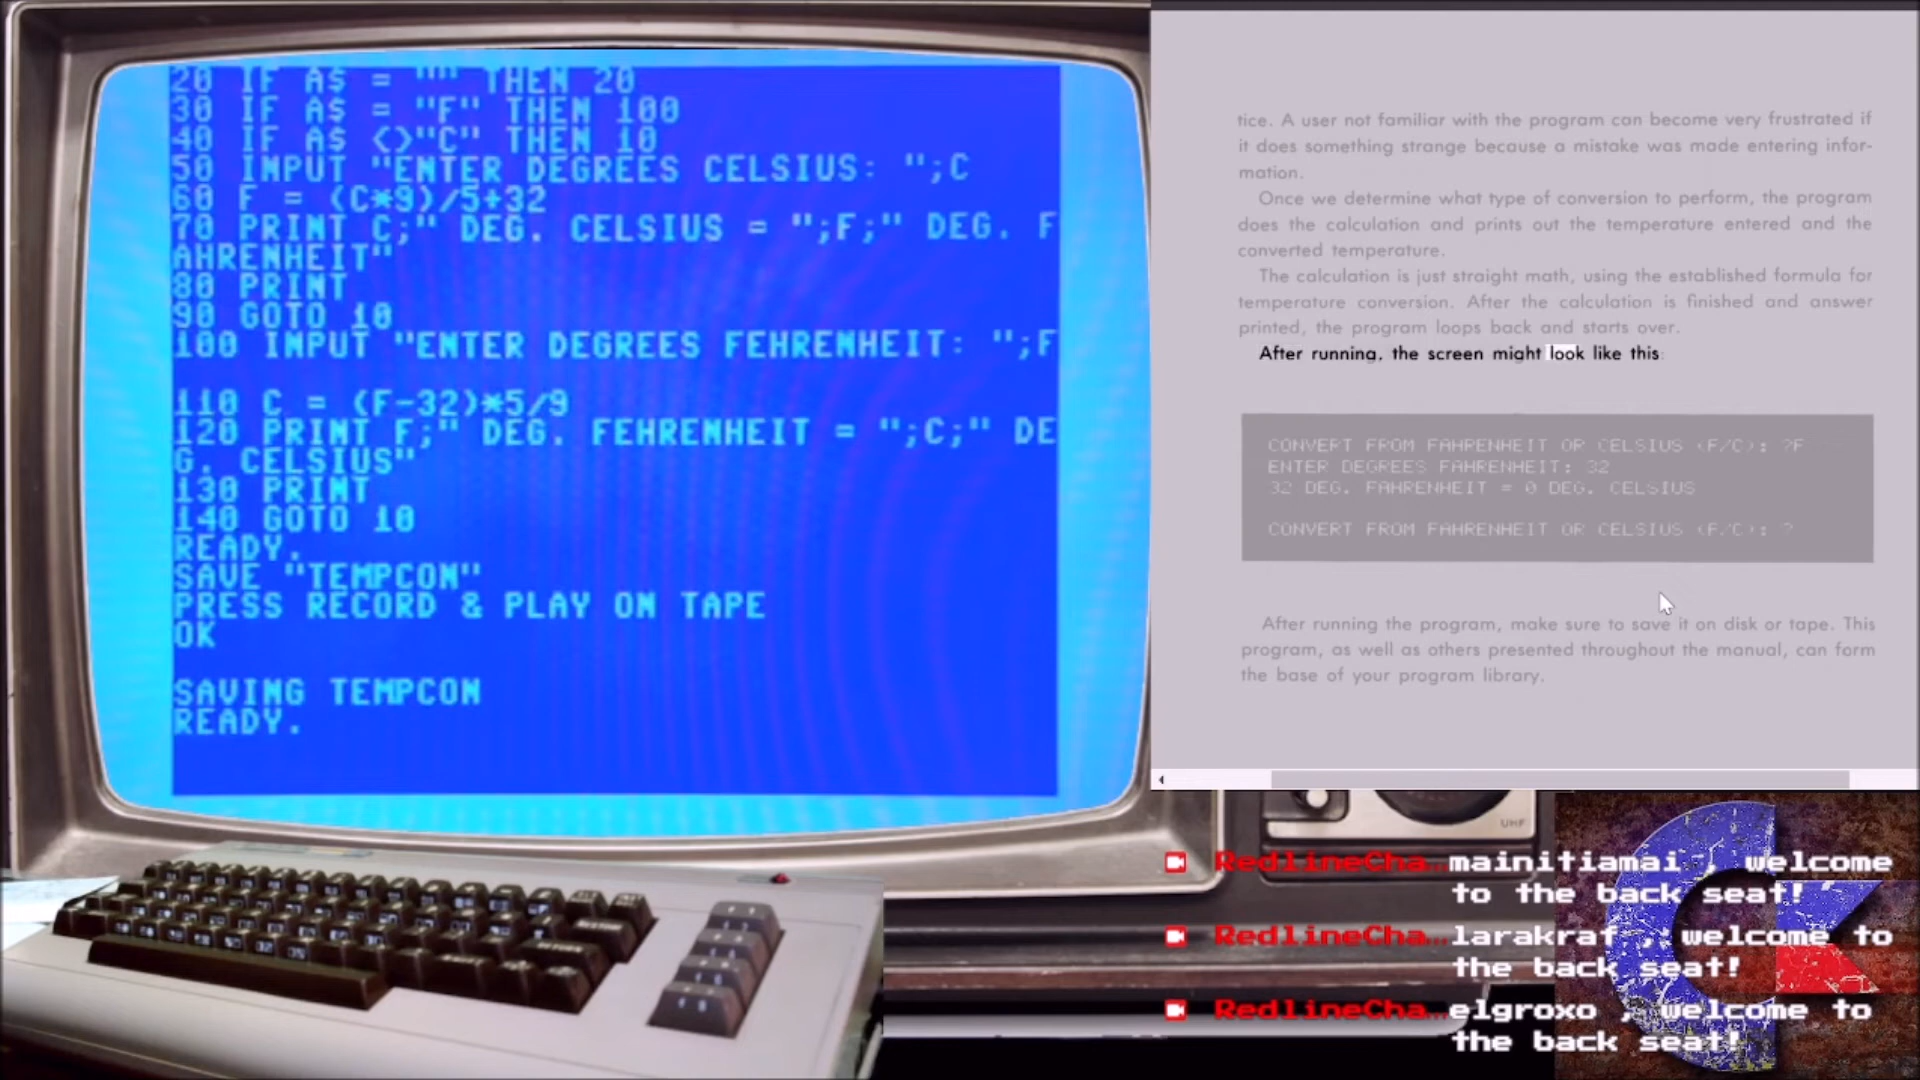 20 IF A$ = "" THEN 20
30 IF A$ = "F" THEN 100
40 IF A$ <>"C" THEN 10
50 INPUT "ENTER DEGREES CELSIUS: ";C
60 F = (C*9)/5+32
70 PRINT C;" DEG. CELSIUS = ";F;" DEG. F
AHRENHEIT"
80 PRINT
90 GOTO 10
100 INPUT "ENTER DEGREES FEHRENHEIT: ";F
110 C = (F-32)*5/9
120 PRINT F;" DEG. FEHRENHEIT = ";C;" DE
G. CELSIUS"
130 PRINT
140 GOTO 10
READY.
SAVE "TEMPCON"
PRESS RECORD & PLAY ON TAPE
OK
SAVING TEMPCON
READY.
tice. A user not familiar with the program can become very frustrated if
it does something strange because a mistake was made entering infor-
mation.
Once we determine what type of conversion to perform, the program
does the calculation and prints out the temperature entered and the
converted temperature.
The calculation is just straight math, using the established formula for
temperature conversion. After the calculation is finished and answer
printed, the program loops back and starts over.
After running, the screen might look like this:
CONVERT FROM FAHRENHEIT OR CELSIUS (F/C): ?F
ENTER DEGREES FAHRENHEIT: 32
32 DEG. FAHRENHEIT = 0 DEG. CELSIUS
CONVERT FROM FAHRENHEIT OR CELSIUS (F/C): ?
After running the program, make sure to save it on disk or tape. This
program, as well as others presented throughout the manual, can form
the base of your program library.
UHF
RedlineCha… mainitiamai , welcome
to the back seat!
RedlineCha… larakraf , welcome to
the back seat!
RedlineCha… elgroxo , welcome to
the back seat!